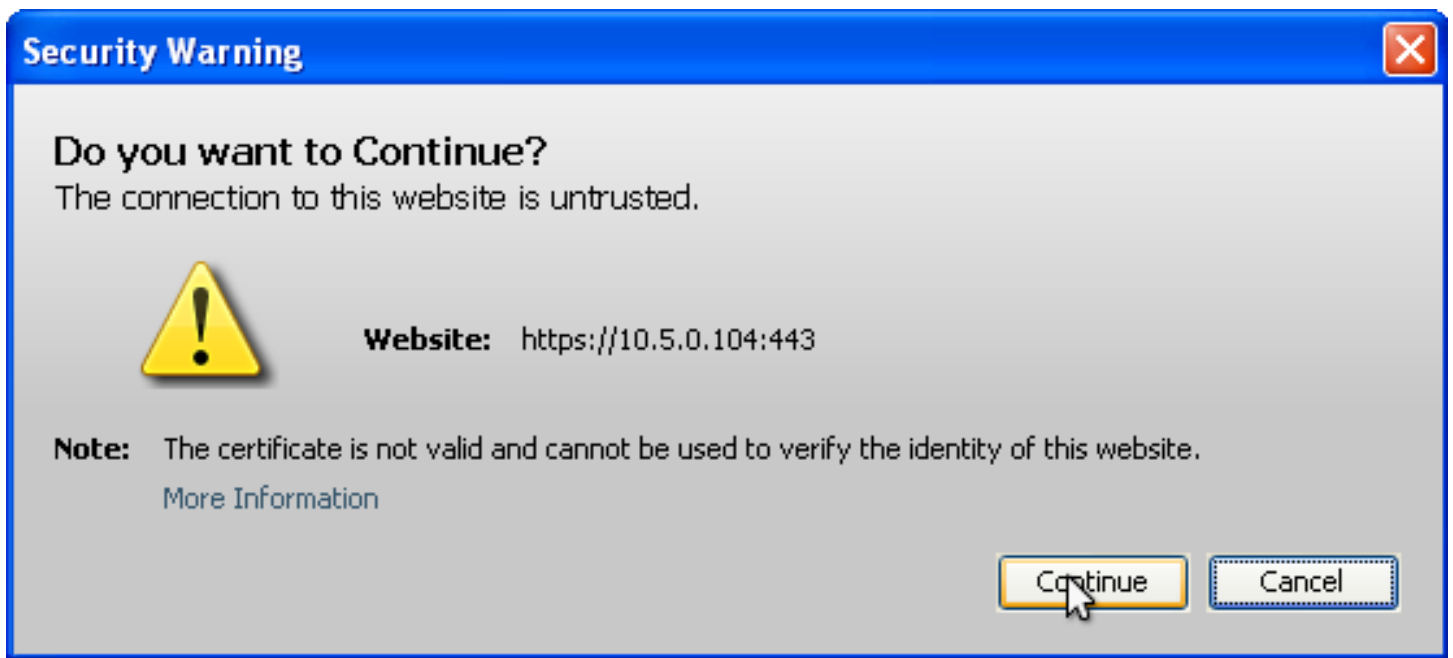 Security Warning
Do you want to Continue?
The connection to this website is untrusted.
Website: https://10.5.0.104:443
Note: The certificate is not valid and cannot be used to verify the identity of this website.
More Information
Continue Cancel